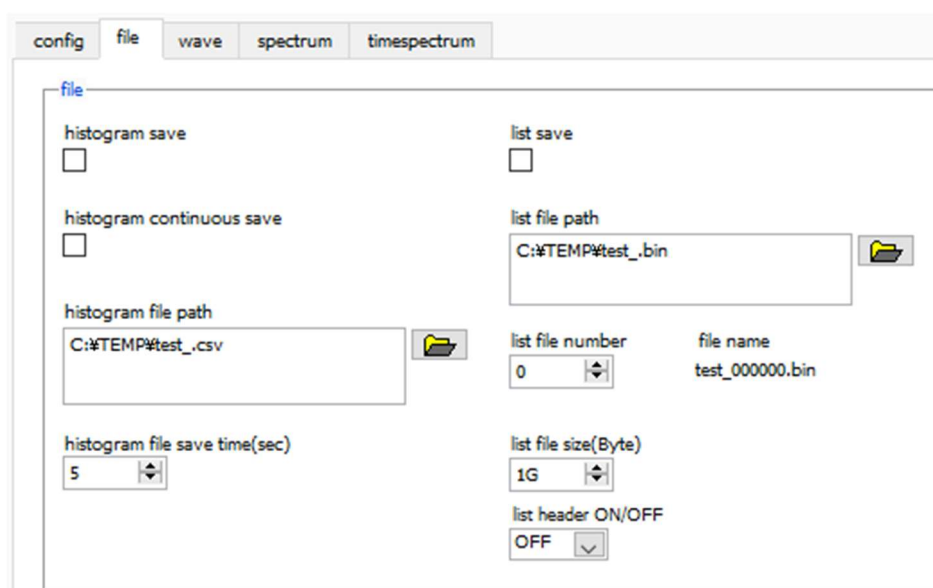 config file wave spectrum timespectrum
file
histogram save
histogram continuous save
histogram file path
C:¥TEMP¥test_.csv
histogram file save time(sec)
5
list save
list file path
C:¥TEMP¥test_.bin
list file number
0
file name
test_000000.bin
list file size(Byte)
1G
list header ON/OFF
OFF